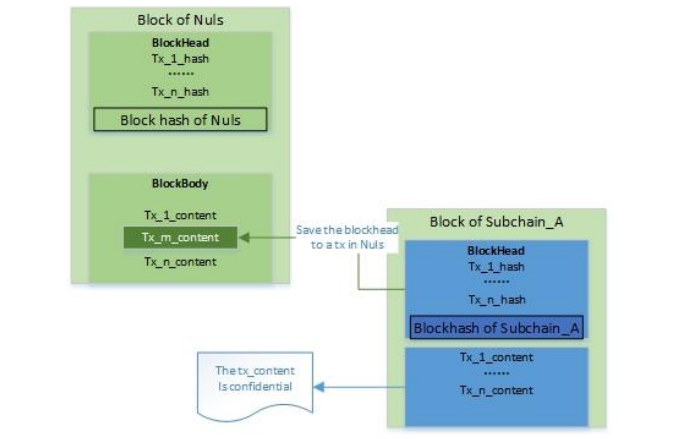 Block of Nuls
BlockHead
Tx_1_hash
······
Tx_n_hash
Block hash of Nuls
BlockBody
Tx_1_content
Tx_m_content
Tx_n_content
Save the blockhead
to a tx in Nuls
Block of Subchain_A
BlockHead
Tx_1_hash
······
Tx_n_hash
Blockhash of Subchain_A
Tx_1_content
······
Tx_n_content
The tx_content
Is confidential